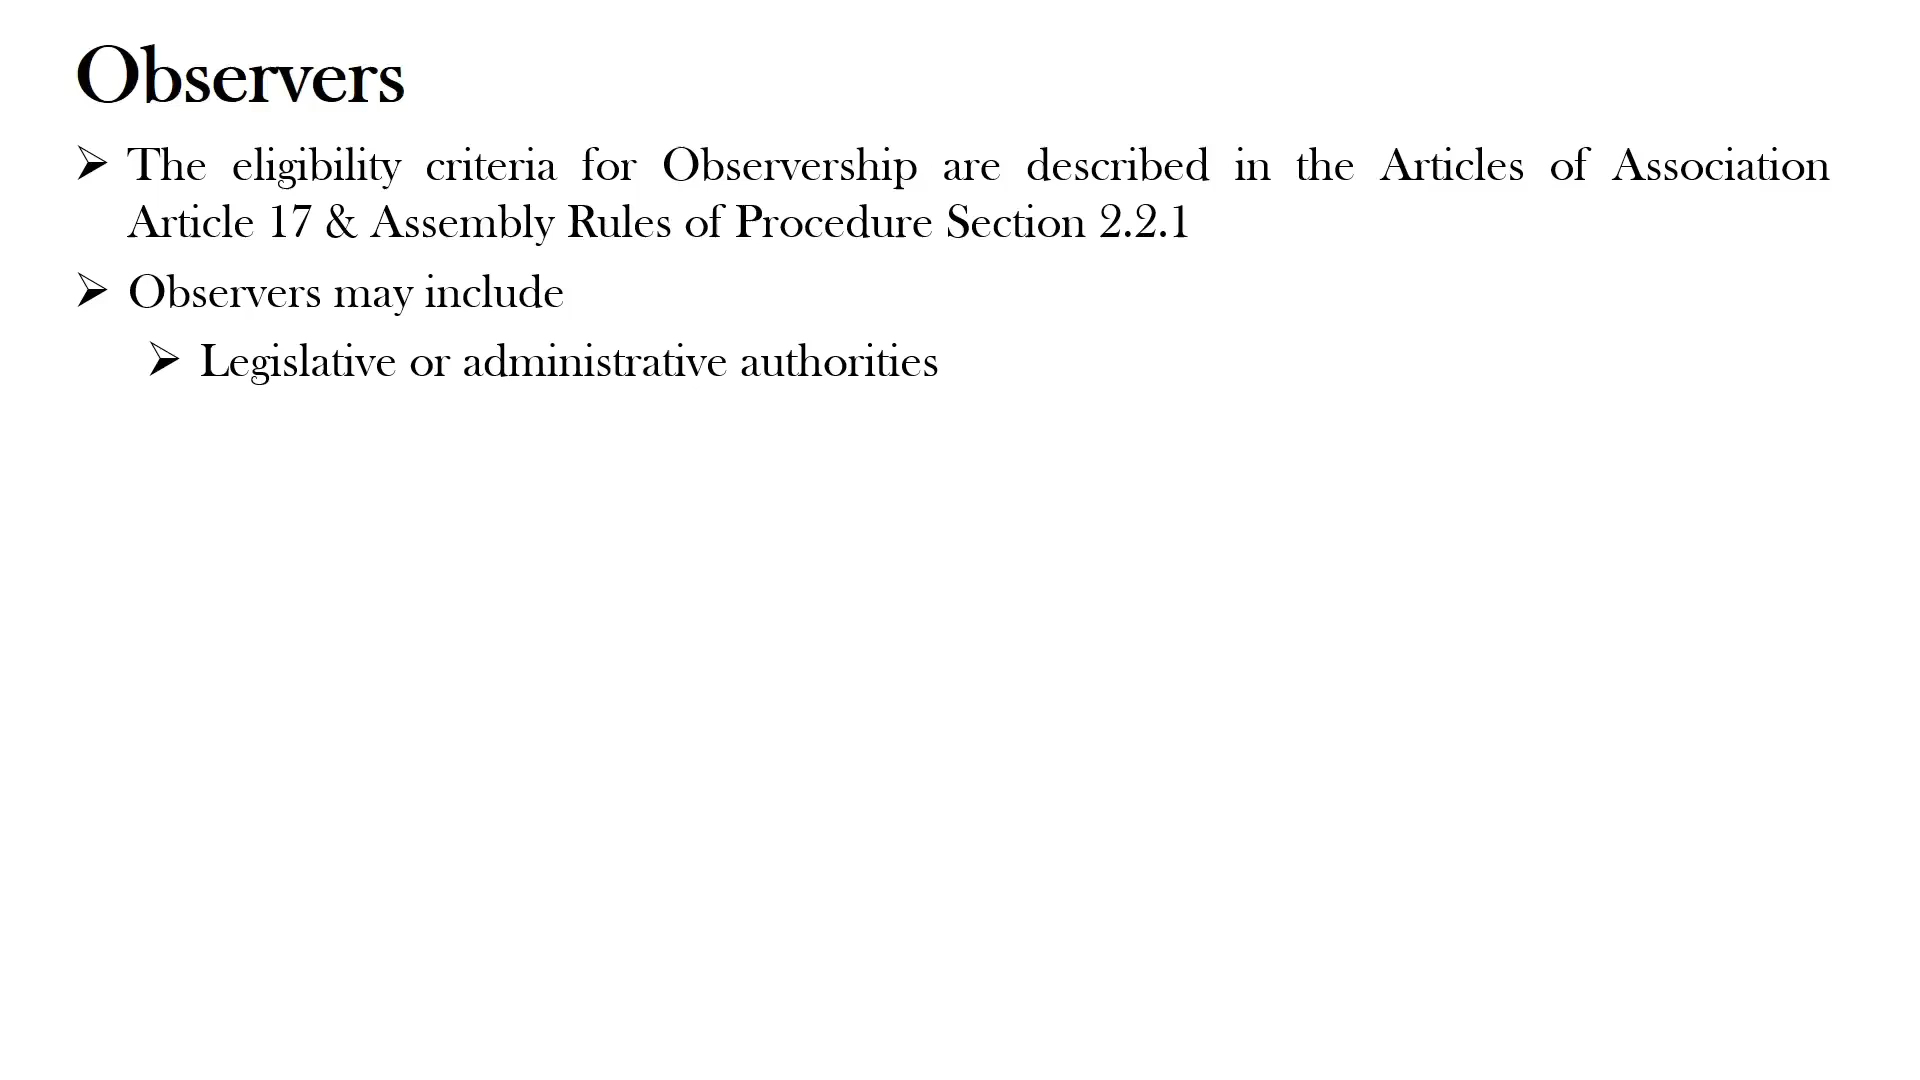 Observers
➢ The eligibility criteria for Observership are described in the Articles of Association
Article 17 & Assembly Rules of Procedure Section 2.2.1
➢ Observers may include
➢ Legislative or administrative authorities